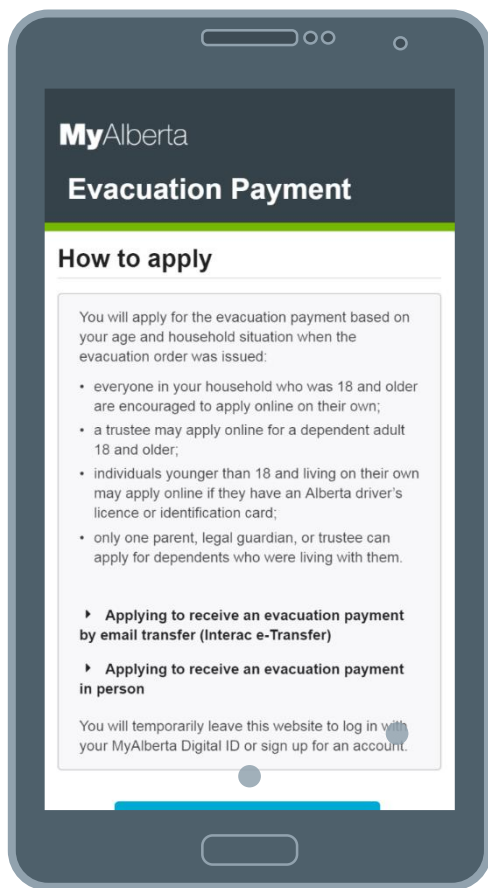 MyAlberta
Evacuation Payment
How to apply
You will apply for the evacuation payment based on
your age and household situation when the
evacuation order was issued:
• everyone in your household who was 18 and older
are encouraged to apply online on their own;
• a trustee may apply online for a dependent adult
18 and older;
• individuals younger than 18 and living on their own
may apply online if they have an Alberta driver's
licence or identification card;
• only one parent, legal guardian, or trustee can
apply for dependents who were living with them.
Applying to receive an evacuation payment
by email transfer (Interac e-Transfer)
Applying to receive an evacuation payment
in person
You will temporarily leave this website to log in with
your MyAlberta Digital ID or sign up for an account.